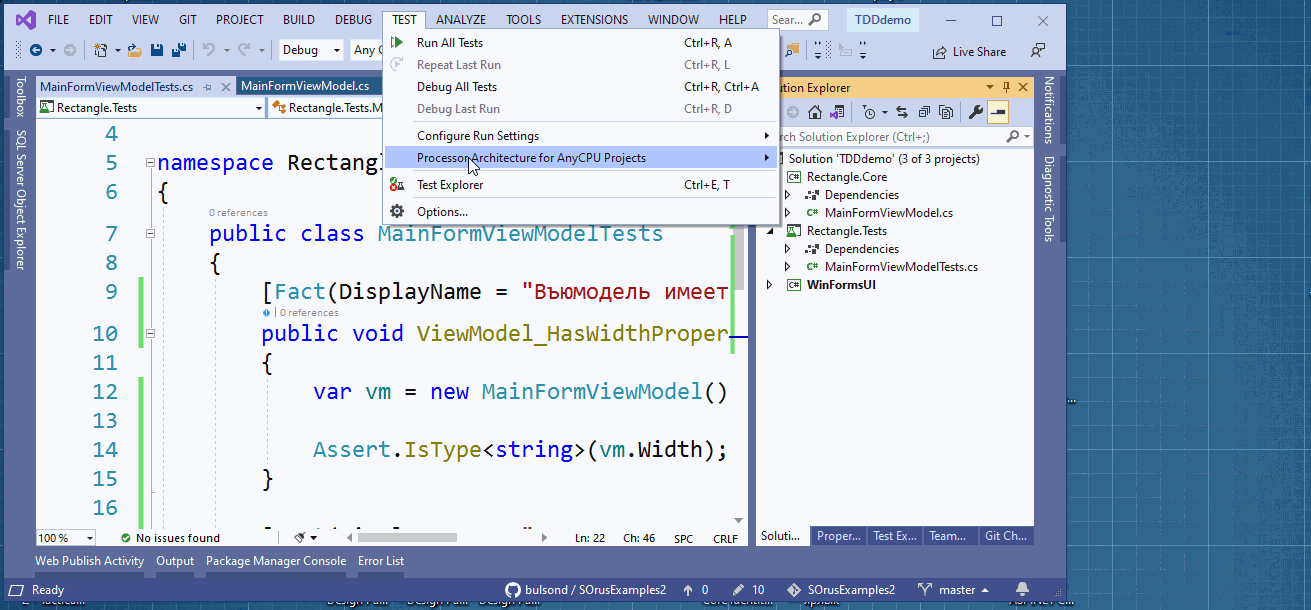 FILE EDIT VIEW GIT PROJECT BUILD DEBUG TEST ANALYZE TOOLS EXTENSIONS WINDOW HELP Sear... TDDdemo
Debug Any C
Live Share
Run All Tests Ctrl+R, A
Repeat Last Run Ctrl+R, L
Debug All Tests Ctrl+R, Ctrl+A
Debug Last Run Ctrl+R, D
Configure Run Settings
Processor Architecture for AnyCPU Projects
Test Explorer Ctrl+E, T
Options...
Toolbox
SQL Server Object Explorer
MainFormViewModelTests.cs MainFormViewModel.cs
Rectangle.Tests Rectangle.Tests.M
4
5 namespace Rectangl
6 {
0 references
7 public class MainFormViewModelTests
8 {
9 [Fact(DisplayName = "Вьюмодель имеет
0 references
10 public void ViewModel_HasWidthProper
11 {
12 var vm = new MainFormViewModel()
13
14 Assert.IsType<string>(vm.Width);
15 }
16
100 % No issues found Ln: 22 Ch: 46 SPC CRLF
ution Explorer
rch Solution Explorer (Ctrl+;)
Solution 'TDDdemo' (3 of 3 projects)
Rectangle.Core
Dependencies
C# MainFormViewModel.cs
Rectangle.Tests
Dependencies
C# MainFormViewModelTests.cs
C# WinFormsUI
Soluti... Proper... Test Ex... Team... Git Ch...
Notifications
Diagnostic Tools
Web Publish Activity Output Package Manager Console Error List
Ready bulsond / SOrusExamples2 0 10 SOrusExamples2 master